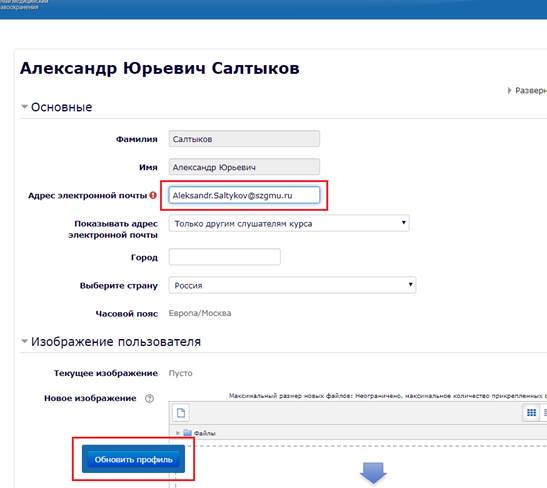 авоохранения
Александр Юрьевич Салтыков
Разверн
Основные
Фамилия Салтыков
Имя Александр Юрьевич
Адрес электронной почты Aleksandr.Saltykov@szgmu.ru
Показывать адрес Только другим слушателям курса
электронной почты
Город
Выберите страну Россия
Часовой пояс Европа/Москва
Изображение пользователя
Текущее изображение Пусто
Новое изображение Максимальный размер новых файлов: Неограничено, максимальное количество прикрепленных ф
Файлы
Обновить профиль